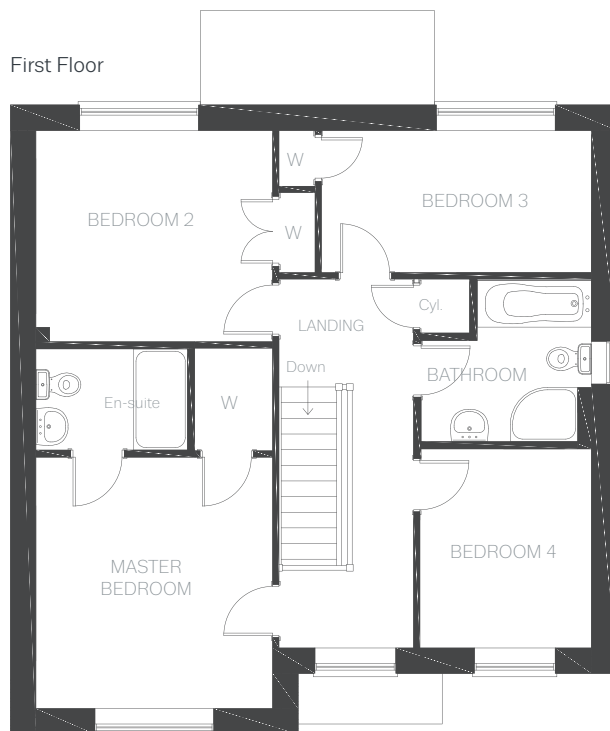 First Floor
W
BEDROOM 3
BEDROOM 2
W
Cyl.
LANDING
Down
BATHROOM
En-suite
W
BEDROOM 4
MASTER
BEDROOM